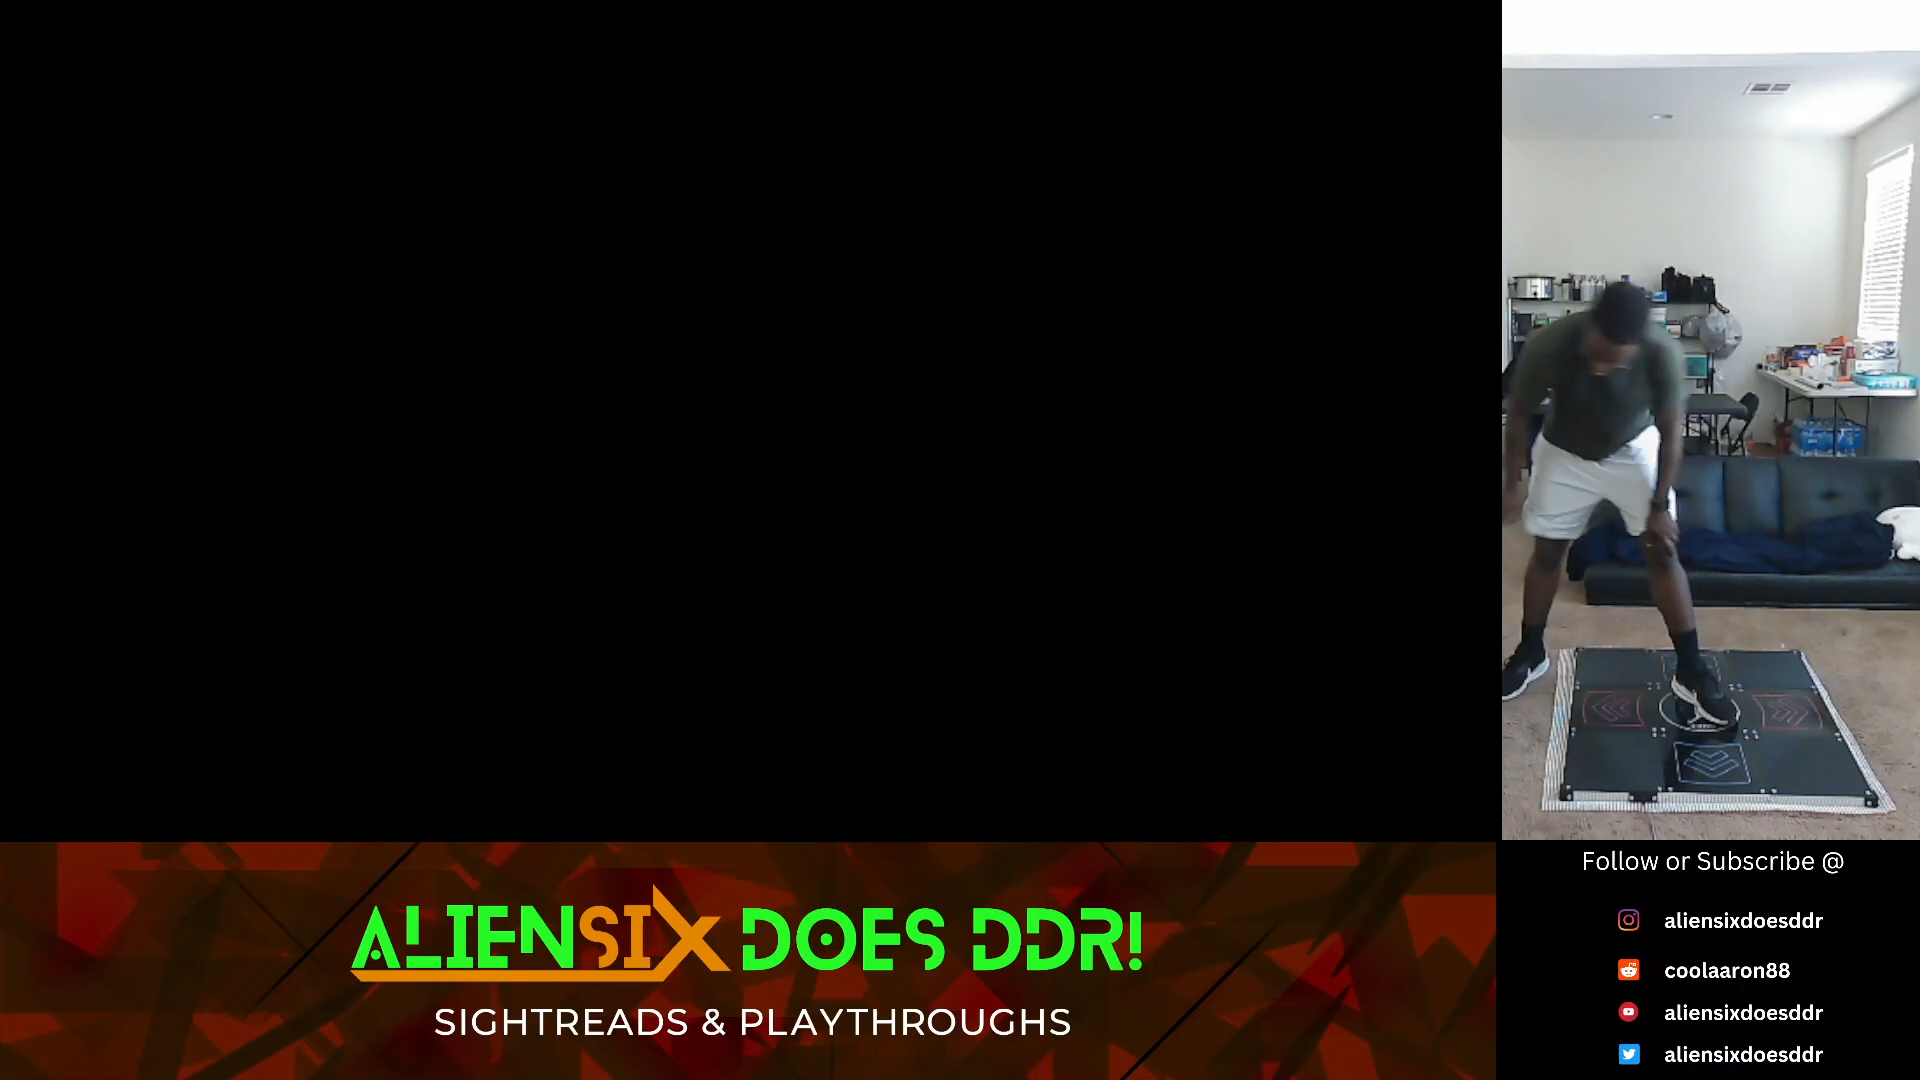 ALIENSIX DOES DDR!
SIGHTREADS & PLAYTHROUGHS
Follow or Subscribe @
aliensixdoesddr
coolaaron88
aliensixdoesddr
aliensixdoesddr